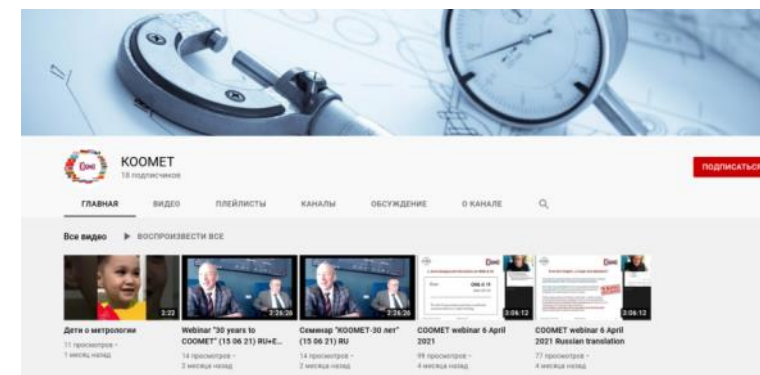 КООМЕТ
18 подписчиков
ПОДПИСАТЬСЯ
ГЛАВНАЯ ВИДЕО ПЛЕЙЛИСТЫ КАНАЛЫ ОБСУЖДЕНИЕ О КАНАЛЕ
Все видео ВОСПРОИЗВЕСТИ ВСЕ
3:22
2:26:26
2:26:26
3:06:12
3:06:12
Дети о метрологии
11 просмотров •
1 месяц назад
Webinar "30 years to
COOMET" (15 06 21) RU+E...
14 просмотров •
2 месяца назад
Семинар "КООМЕТ-30 лет"
(15 06 21) RU
14 просмотров •
2 месяца назад
COOMET webinar 6 April
2021
98 просмотров •
4 месяца назад
COOMET webinar 6 April
2021 Russian translation
77 просмотров •
4 месяца назад